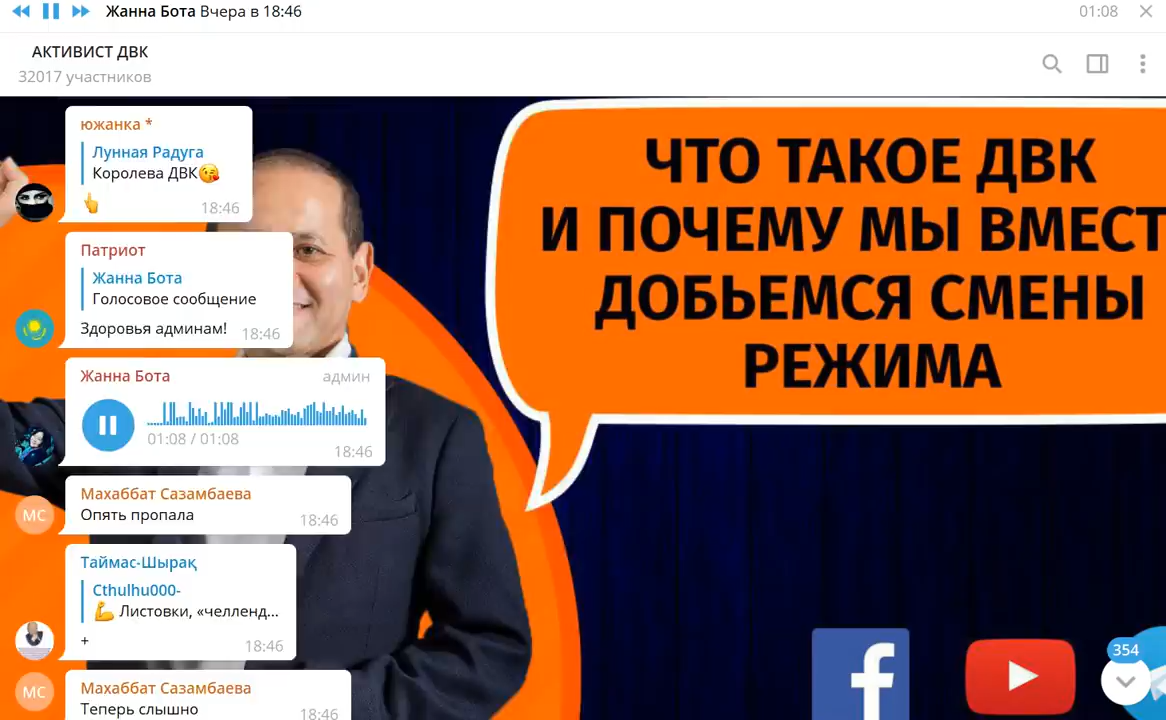 Жанна Бота Вчера в 18:46
01:08
АКТИВИСТ ДВК
32017 участников
южанка *
Лунная Радуга
Королева ДВК😘
👆
18:46
Патриот
Жанна Бота
Голосовое сообщение
Здоровья админам!
18:46
Жанна Бота
админ
01:08 / 01:08
18:46
МС
Махаббат Сазамбаева
Опять пропала
18:46
Таймас-Шырақ
Cthulhu000-
💪 Листовки, «челленд...
+
18:46
МС
Махаббат Сазамбаева
Теперь слышно
18:46
ЧТО ТАКОЕ ДВК
И ПОЧЕМУ МЫ ВМЕСТ
ДОБЬЕМСЯ СМЕНЫ
РЕЖИМА
f
354